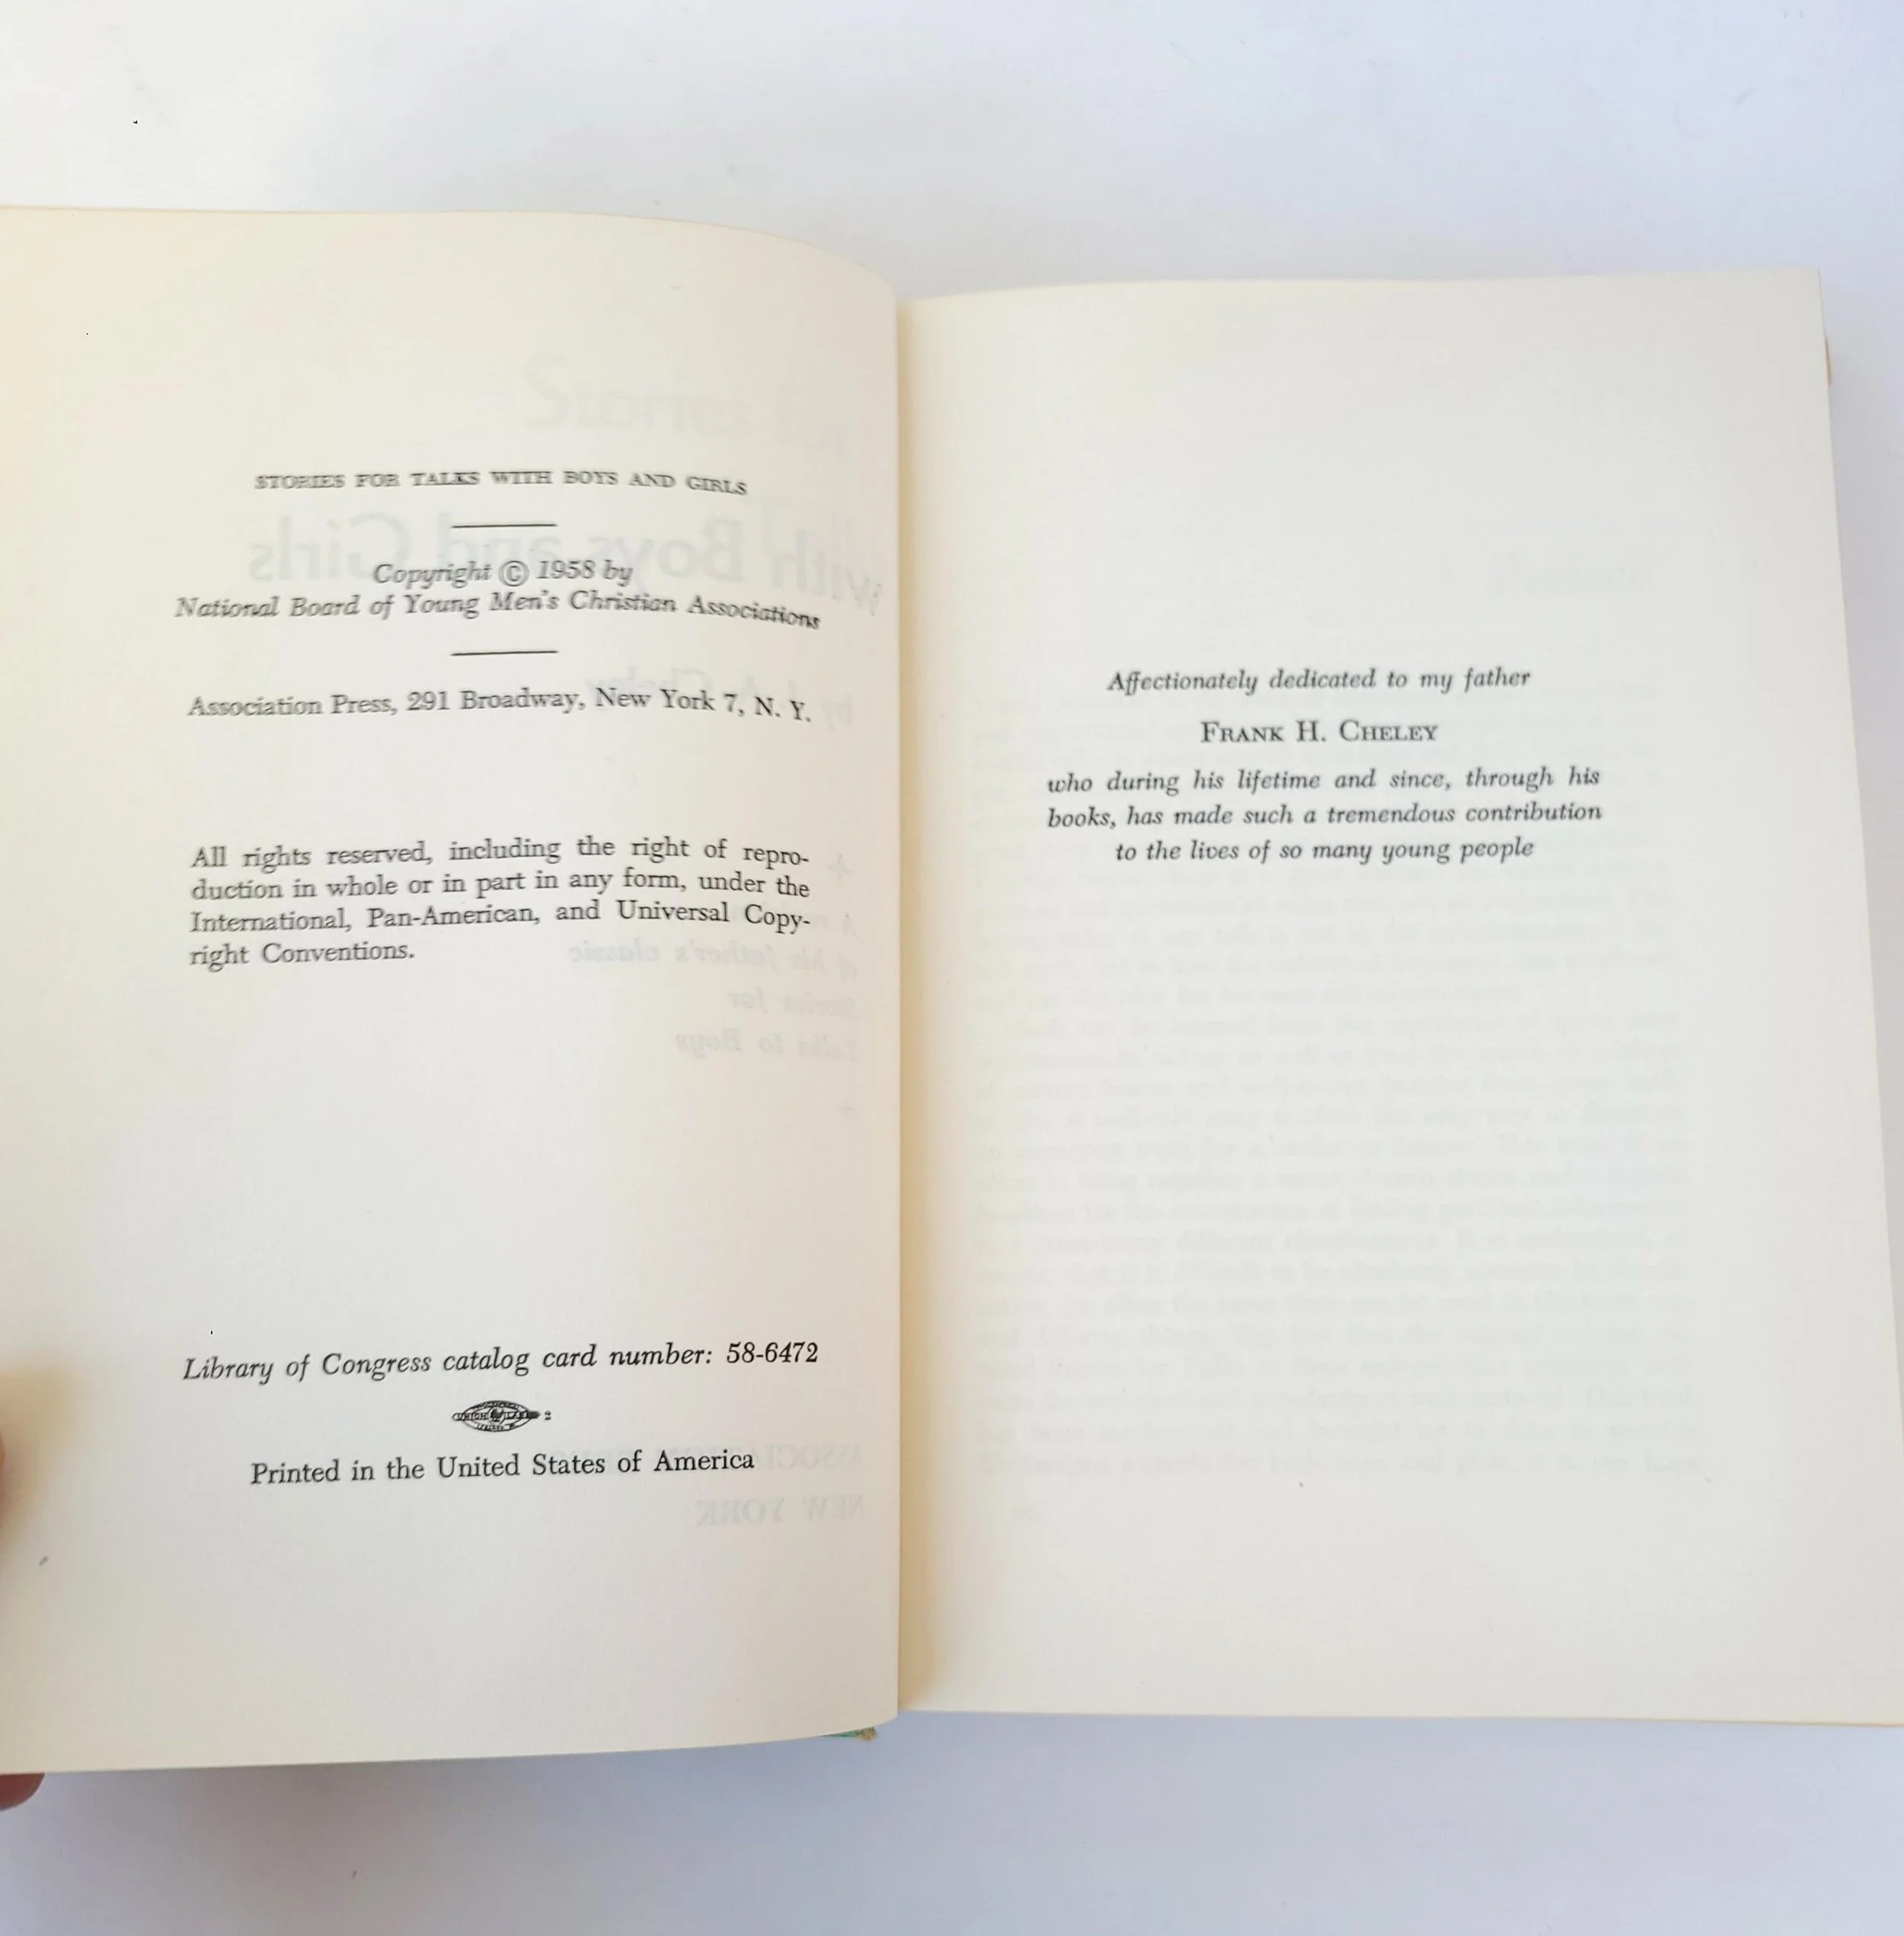 STORIES FOR TALKS WITH BOYS AND GIRLS
Copyright © 1958 by
National Board of Young Men's Christian Associations
Association Press, 291 Broadway, New York 7, N. Y.
All rights reserved, including the right of repro-
duction in whole or in part in any form, under the
International, Pan-American, and Universal Copy-
right Conventions.
Library of Congress catalog card number: 58-6472
2
Printed in the United States of America
Affectionately dedicated to my father
FRANK H. CHELEY
who during his lifetime and since, through his
books, has made such a tremendous contribution
to the lives of so many young people